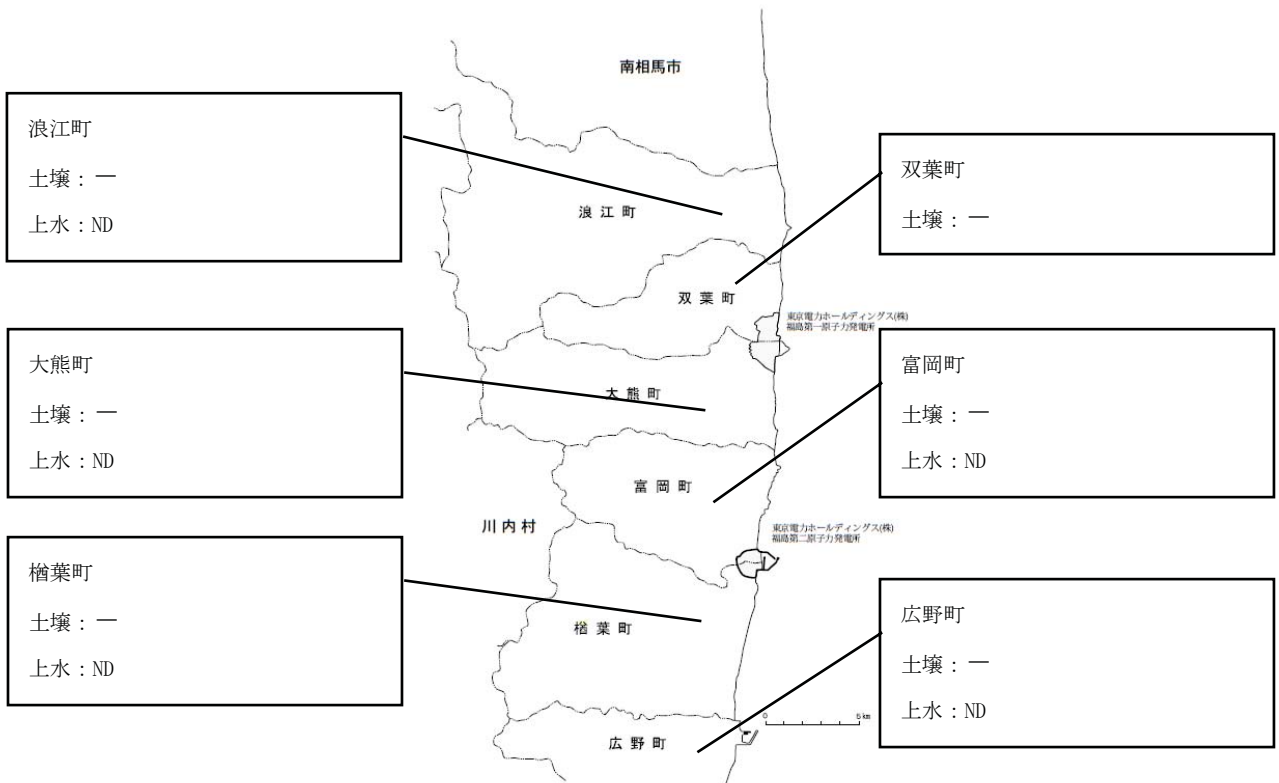 南相馬市
浪江町
土壌：―
上水：ND
双葉町
土壌：―
浪江町
双葉町
東京電力ホールディングス(株)
福島第一原子力発電所
大熊町
土壌：―
上水：ND
富岡町
土壌：―
上水：ND
大熊町
富岡町
川内村
東京電力ホールディングス(株)
福島第二原子力発電所
楢葉町
土壌：―
上水：ND
広野町
土壌：―
上水：ND
楢葉町
0 5km
広野町